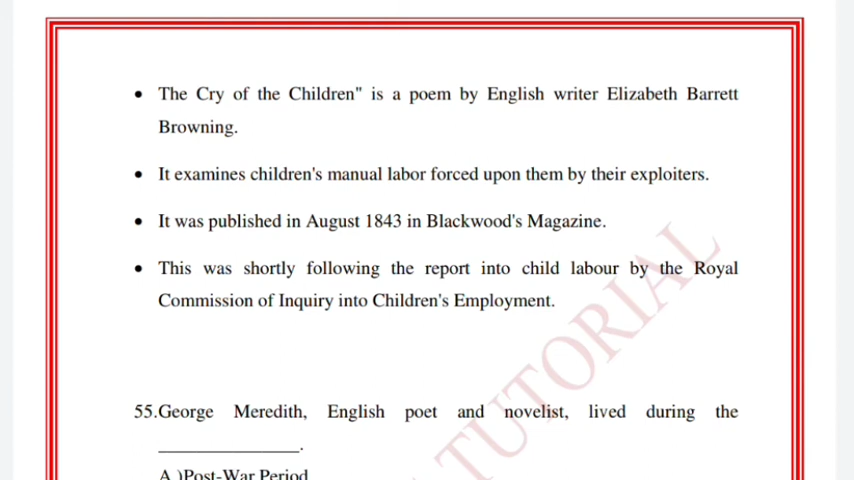 • The Cry of the Children" is a poem by English writer Elizabeth Barrett
Browning.
• It examines children's manual labor forced upon them by their exploiters.
• It was published in August 1843 in Blackwood's Magazine.
• This was shortly following the report into child labour by the Royal
Commission of Inquiry into Children's Employment.
TUTORIAL
55.George Meredith, English poet and novelist, lived during the
_______________.
A )Post-War Period